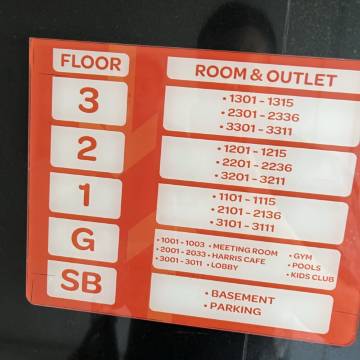 FLOOR
ROOM & OUTLET
3
• 1301 - 1315
• 2301 - 2336
• 3301 - 3311
2
• 1201 - 1215
• 2201 - 2236
• 3201 - 3211
1
• 1101 - 1115
• 2101 - 2136
• 3101 - 3111
G
• 1001 - 1003 • MEETING ROOM • GYM
• 2001 - 2033 • HARRIS CAFE • POOLS
• 3001 - 3011 • LOBBY • KIDS CLUB
SB
• BASEMENT
• PARKING